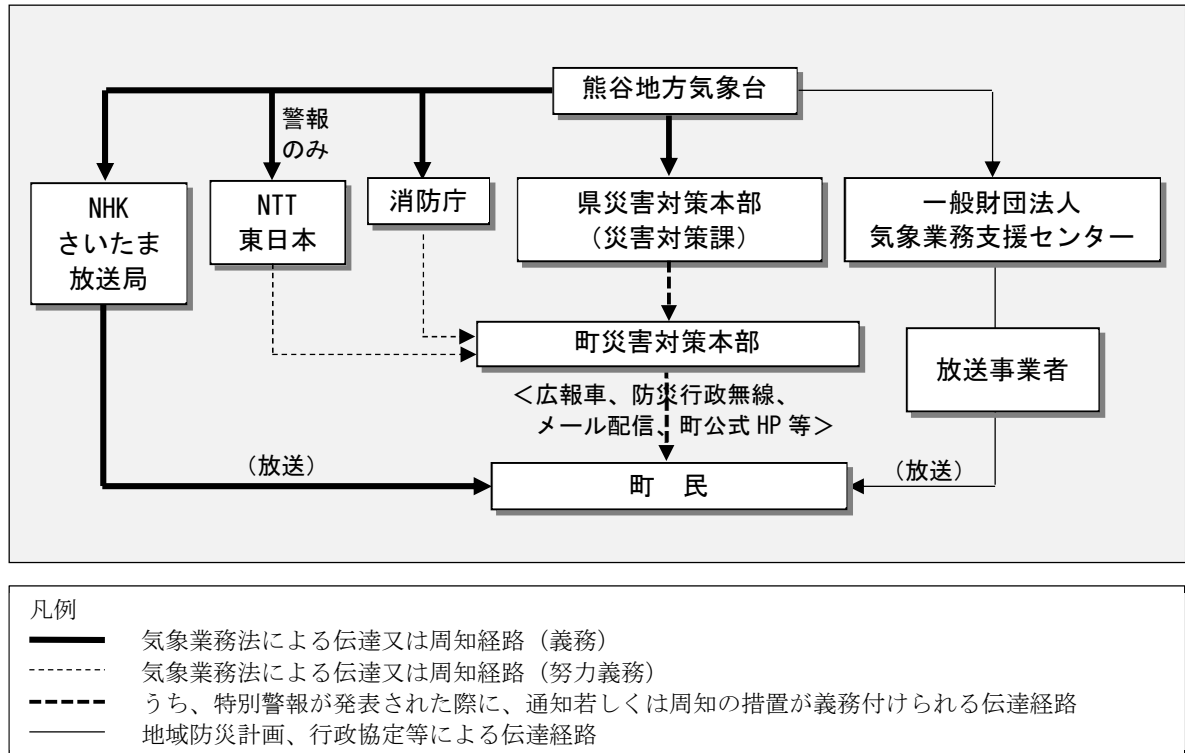 熊谷地方気象台
警報
のみ
NHK
さいたま
放送局
NTT
東日本
消防庁
県災害対策本部
（災害対策課）
一般財団法人
気象業務支援センター
町災害対策本部
放送事業者
＜広報車、防災行政無線、
メール配信、町公式 HP 等＞
（放送）
町　民
（放送）
凡例
気象業務法による伝達又は周知経路（義務）
気象業務法による伝達又は周知経路（努力義務）
うち、特別警報が発表された際に、通知若しくは周知の措置が義務付けられる伝達経路
地域防災計画、行政協定等による伝達経路